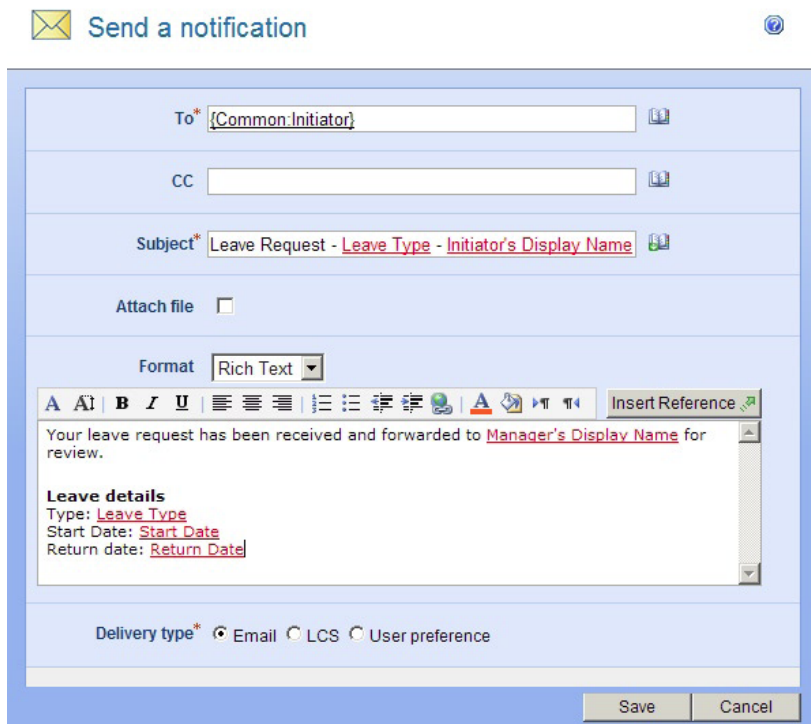 Send a notification
To* {Common:Initiator}
CC
Subject* Leave Request - Leave Type - Initiator's Display Name
Attach file
Format Rich Text
A A B I U A Insert Reference
Your leave request has been received and forwarded to Manager's Display Name for
review.
Leave details
Type: Leave Type
Start Date: Start Date
Return date: Return Date
Delivery type* Email LCS User preference
Save Cancel